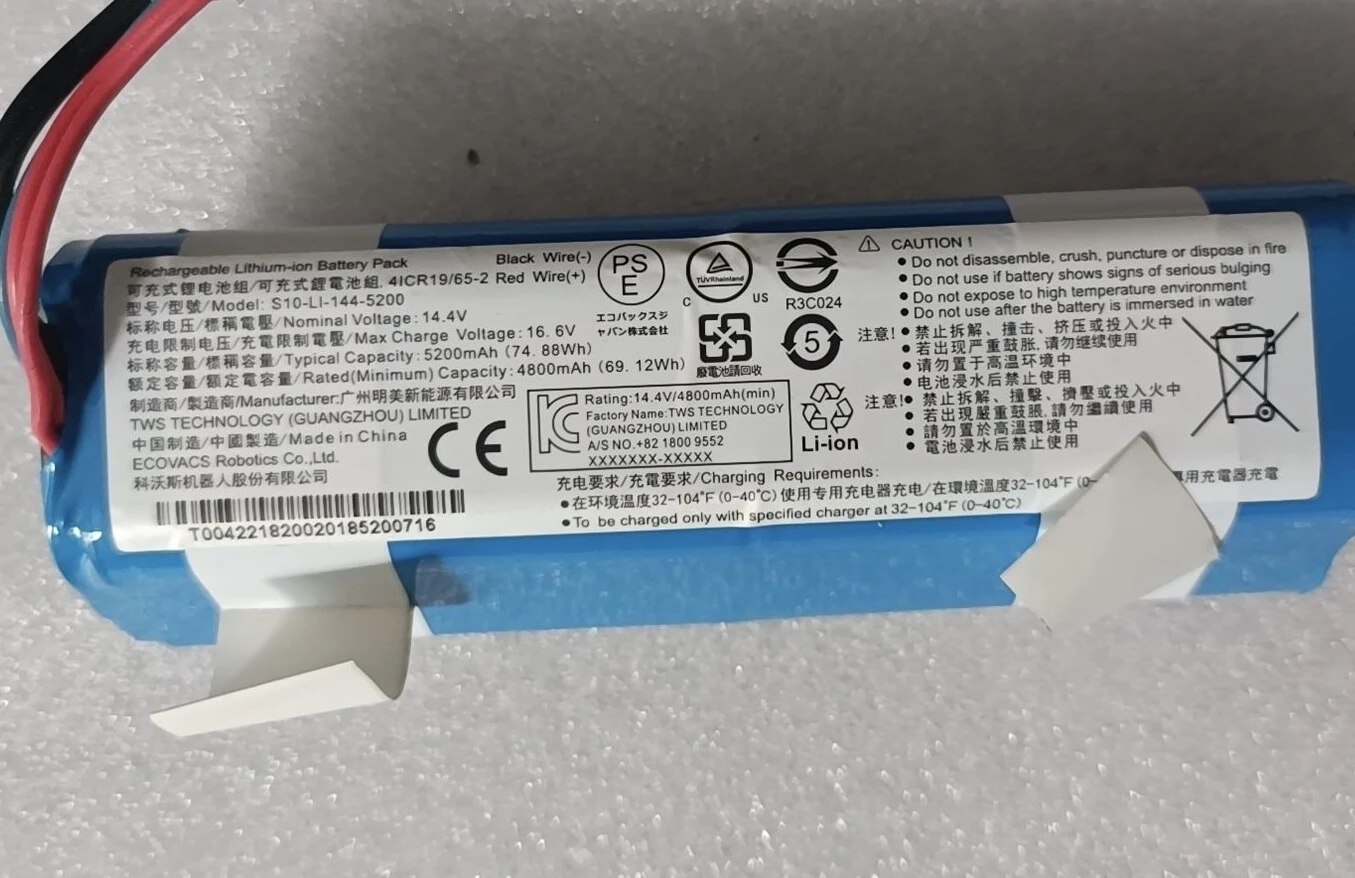 Rechargeable Lithium-ion Battery Pack
Black Wire(-)
可充式锂电池组/可充式鋰電池組, 4ICR19/65-2 Red Wire(+)
型号/型號/Model: S10-LI-144-5200
标称电压/標稱電壓/Nominal Voltage: 14.4V
充电限制电压/充電限制電壓/Max Charge Voltage: 16.6V
标称容量/標稱容量/Typical Capacity: 5200mAh (74.88Wh)
额定容量/額定電容量/Rated(Minimum) Capacity: 4800mAh (69.12Wh)
制造商/製造商/Manufacturer:广州明美新能源有限公司
TWS TECHNOLOGY (GUANGZHOU) LIMITED
中国制造/中國製造/Made in China
ECOVACS Robotics Co.,Ltd.
科沃斯机器人股份有限公司
T00422182002018520​0716
PS
E
エコバックスジ
ャパン株式会社
TÜVRheinland
C US
R3C024
廢電池請回收
5
CE
Rating:14.4V/4800mAh(min)
Factory Name:TWS TECHNOLOGY
(GUANGZHOU) LIMITED
A/S NO.+82 1800 9552
XXXXXXX-XXXXX
Li-ion
CAUTION !
● Do not disassemble, crush, puncture or dispose in fire
● Do not use if battery shows signs of serious bulging
● Do not expose to high temperature environment
● Do not use after the battery is immersed in water
注意! ● 禁止拆解、撞击、挤压或投入火中
● 若出现严重鼓胀,请勿继续使用
● 请勿置于高温环境中
● 电池浸水后禁止使用
注意! ● 禁止拆解、撞擊、擠壓或投入火中
● 若出現嚴重鼓脹,請勿繼續使用
● 請勿置於高溫環境中
● 電池浸水后禁止使用
充电要求/充電要求/Charging Requirements:
● 在环境温度32-104°F (0-40°C) 使用专用充电器充电/在環境溫度32-104°F (0- 專用充電器充電
● To be charged only with specified charger at 32-104°F (0-40°C)